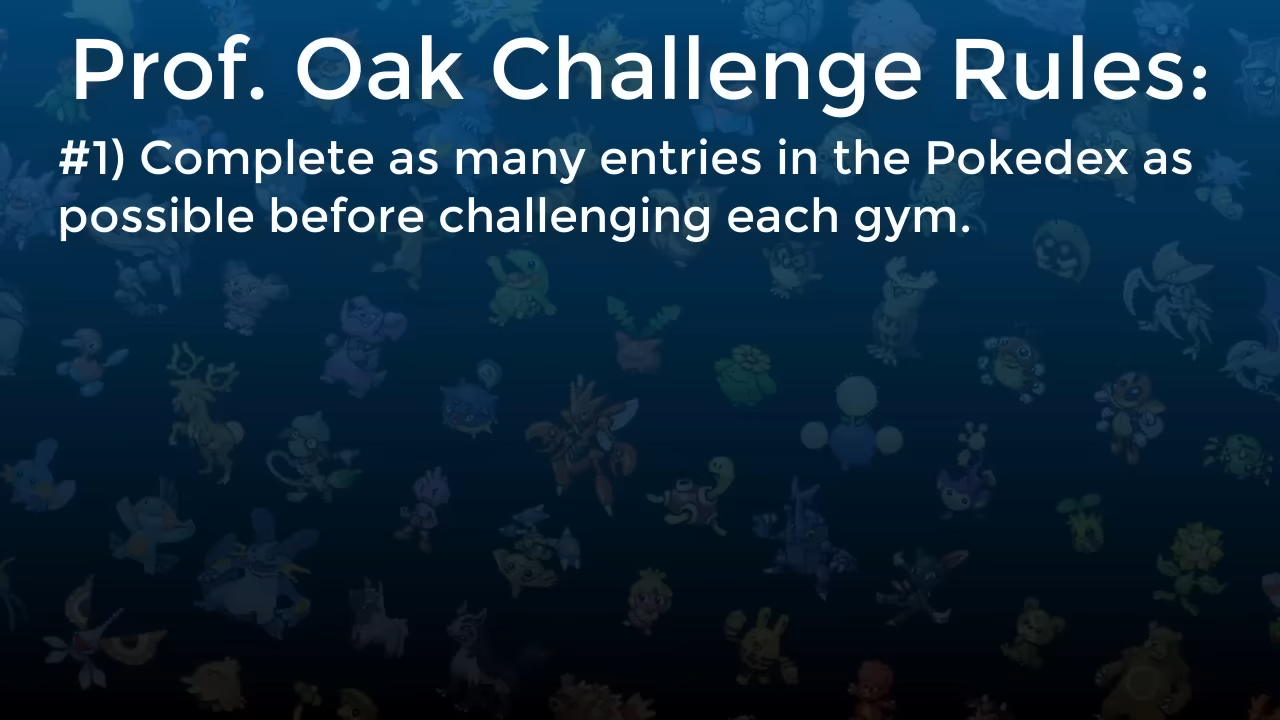 Prof. Oak Challenge Rules:
#1) Complete as many entries in the Pokedex as
possible before challenging each gym.